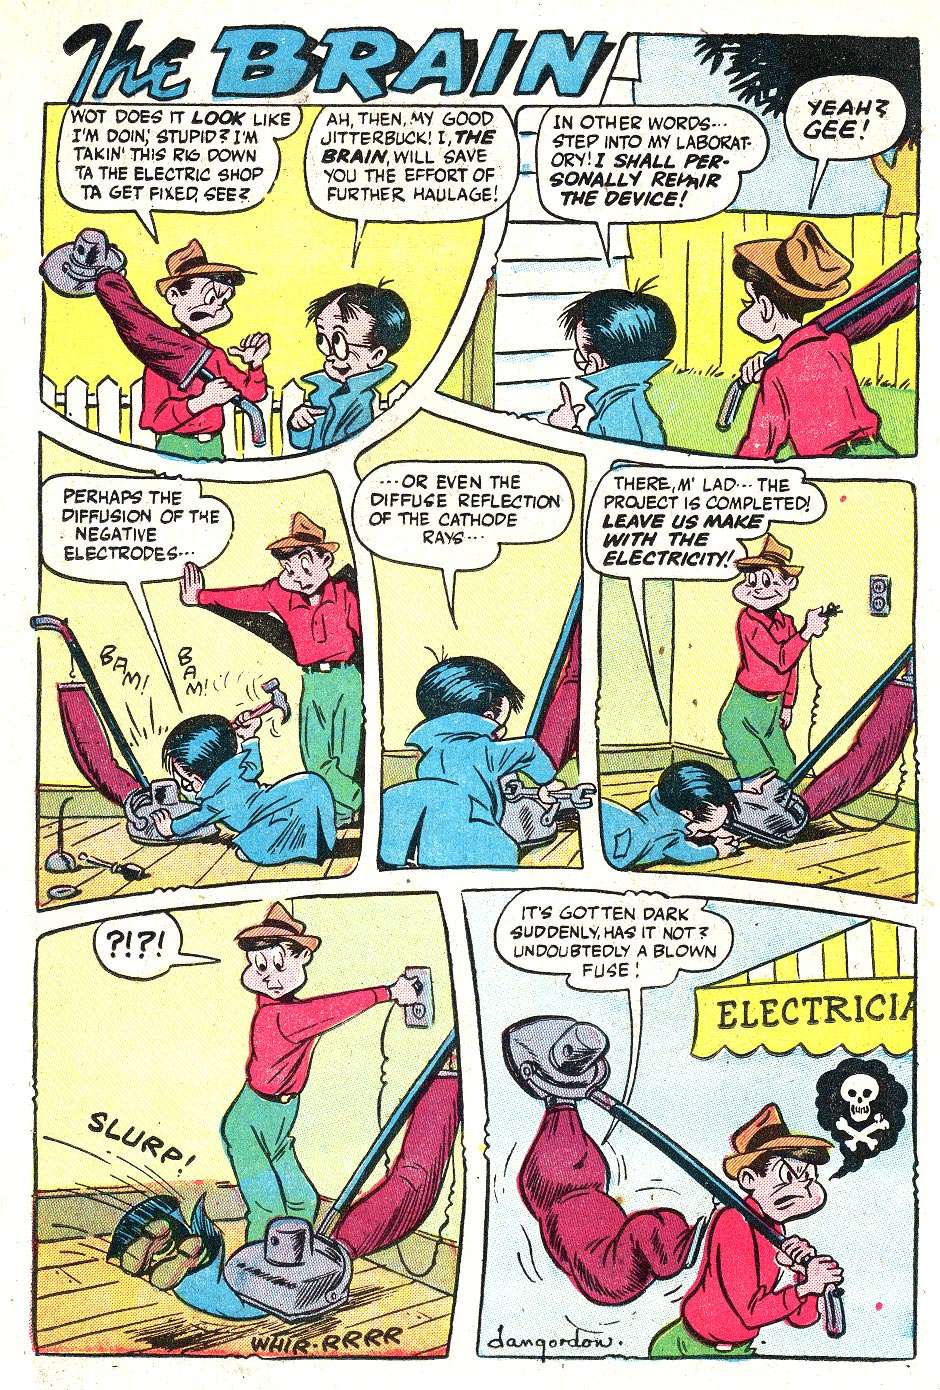 The BRAIN
WOT DOES IT LOOK LIKE
I'M DOIN', STUPID? I'M
TAKIN' THIS RIG DOWN
TA THE ELECTRIC SHOP
TA GET FIXED, SEE?
AH, THEN, MY GOOD
JITTERBUCK! I, THE
BRAIN, WILL SAVE
YOU THE EFFORT OF
FURTHER HAULAGE!
IN OTHER WORDS---
STEP INTO MY LABORAT-
ORY! I SHALL PER-
SONALLY REPAIR
THE DEVICE!
YEAH?
GEE!
PERHAPS THE
DIFFUSION OF THE
NEGATIVE
ELECTRODES---
BAM!
BAM!
---OR EVEN THE
DIFFUSE REFLECTION
OF THE CATHODE
RAYS---
THERE, M' LAD--- THE
PROJECT IS COMPLETED!
LEAVE US MAKE
WITH THE
ELECTRICITY!
?!?!
SLURP!
WHIR-RRRR
IT'S GOTTEN DARK
SUDDENLY, HAS IT NOT?
UNDOUBTEDLY A BLOWN
FUSE!
ELECTRICIA
dangordon.